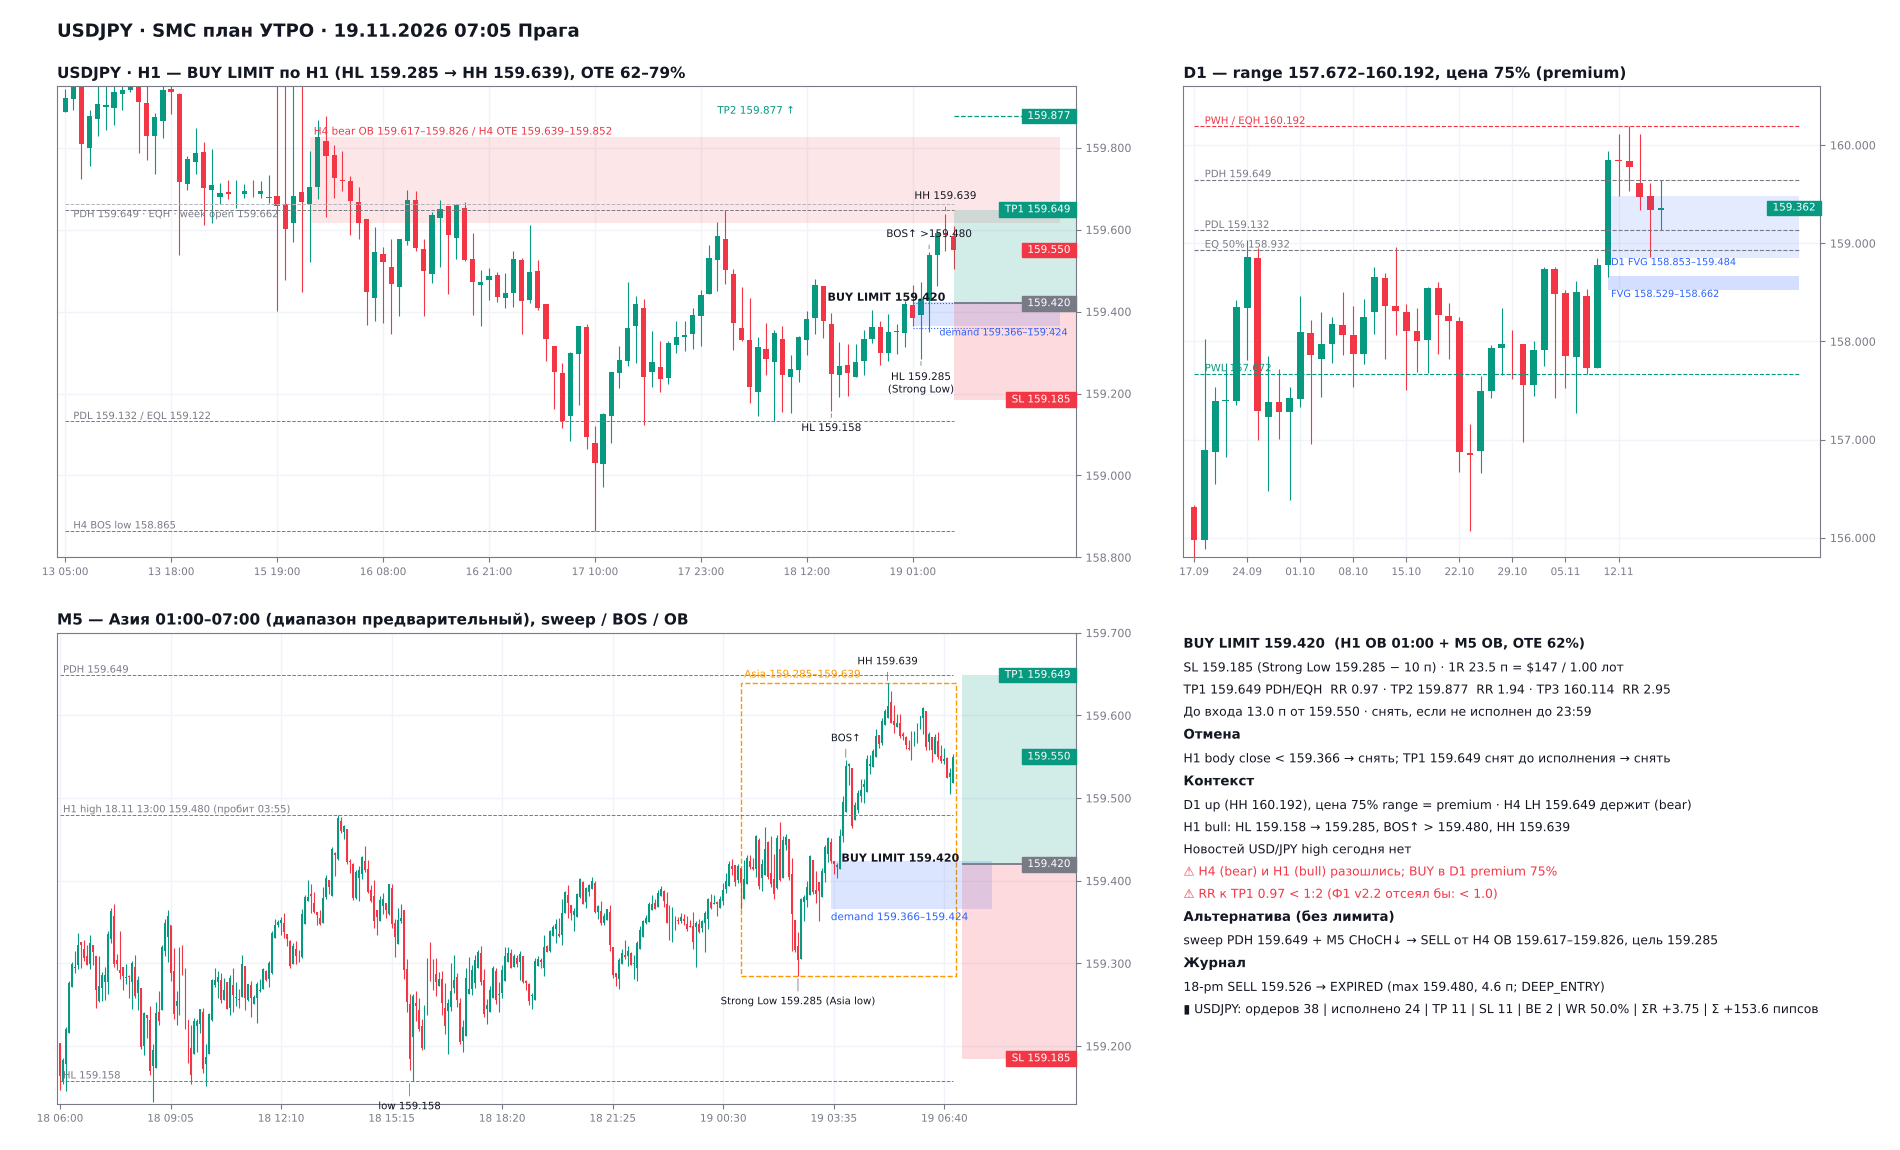 USDJPY · SMC план УТРО · 19.11.2026 07:05 Прага
USDJPY · H1 — BUY LIMIT по H1 (HL 159.285 → HH 159.639), OTE 62–79%
TP2 159.877 ↑
159.877
H4 bear OB 159.617–159.826 / H4 OTE 159.639–159.852
159.800
HH 159.639
PDH 159.649 · EQH · week open 159.662
TP1 159.649
159.600
BOS↑ >159.480
159.550
BUY LIMIT 159.420
159.420
159.400
demand 159.366–159.424
HL 159.285
(Strong Low)
159.200
SL 159.185
PDL 159.132 / EQL 159.122
HL 159.158
159.000
H4 BOS low 158.865
158.800
13 05:00
13 18:00
15 19:00
16 08:00
16 21:00
17 10:00
17 23:00
18 12:00
19 01:00
D1 — range 157.672–160.192, цена 75% (premium)
PWH / EQH 160.192
160.000
PDH 159.649
159.362
PDL 159.132
EQ 50% 158.932
159.000
D1 FVG 158.853–159.484
FVG 158.529–158.662
158.000
PWL 157.672
157.000
156.000
17.09
24.09
01.10
08.10
15.10
22.10
29.10
05.11
12.11
M5 — Азия 01:00–07:00 (диапазон предварительный), sweep / BOS / OB
159.700
PDH 159.649
HH 159.639
Asia 159.285–159.639
TP1 159.649
159.600
BOS↑
159.550
H1 high 18.11 13:00 159.480 (пробит 03:55)
159.500
BUY LIMIT 159.420
159.420
159.400
demand 159.366–159.424
159.300
Strong Low 159.285 (Asia low)
159.200
SL 159.185
HL 159.158
low 159.158
18 06:00
18 09:05
18 12:10
18 15:15
18 18:20
18 21:25
19 00:30
19 03:35
19 06:40
BUY LIMIT 159.420 (H1 OB 01:00 + M5 OB, OTE 62%)
SL 159.185 (Strong Low 159.285 − 10 п) · 1R 23.5 п = $147 / 1.00 лот
TP1 159.649 PDH/EQH RR 0.97 · TP2 159.877 RR 1.94 · TP3 160.114 RR 2.95
До входа 13.0 п от 159.550 · снять, если не исполнен до 23:59
Отмена
H1 body close < 159.366 → снять; TP1 159.649 снят до исполнения → снять
Контекст
D1 up (HH 160.192), цена 75% range = premium · H4 LH 159.649 держит (bear)
H1 bull: HL 159.158 → 159.285, BOS↑ > 159.480, HH 159.639
Новостей USD/JPY high сегодня нет
⚠ H4 (bear) и H1 (bull) разошлись; BUY в D1 premium 75%
⚠ RR к TP1 0.97 < 1:2 (Ф1 v2.2 отсеял бы: < 1.0)
Альтернатива (без лимита)
sweep PDH 159.649 + M5 CHoCH↓ → SELL от H4 OB 159.617–159.826, цель 159.285
Журнал
18-pm SELL 159.526 → EXPIRED (max 159.480, 4.6 п; DEEP_ENTRY)
▮ USDJPY: ордеров 38 | исполнено 24 | TP 11 | SL 11 | BE 2 | WR 50.0% | ΣR +3.75 | Σ +153.6 пипсов